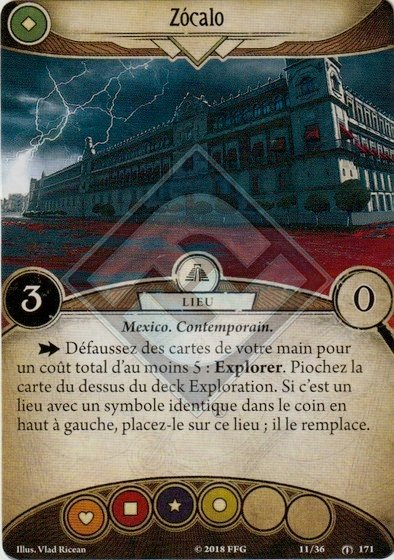 Zócalo
3
LIEU
0
Mexico. Contemporain.
Défaussez des cartes de votre main pour
un coût total d'au moins 5 : Explorer. Piochez la
carte du dessus du deck Exploration. Si c'est un
lieu avec un symbole identique dans le coin en
haut à gauche, placez-le sur ce lieu ; il le remplace.
Illus. Vlad Ricean
© 2018 FFG
11/36
171